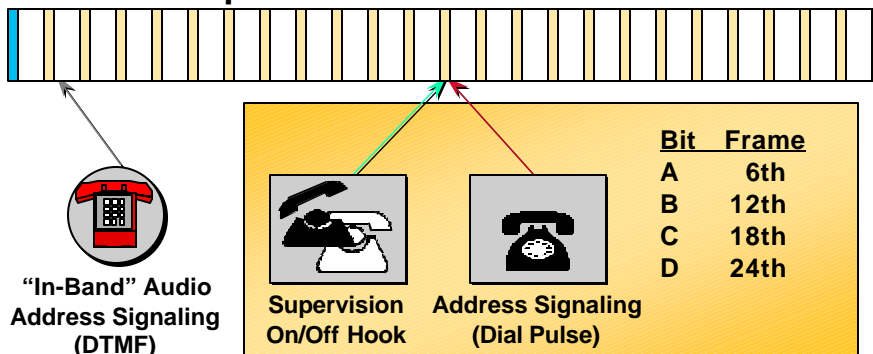 “In-Band” Audio
Address Signaling
(DTMF)
Supervision
On/Off Hook
Address Signaling
(Dial Pulse)
Bit Frame
A 6th
B 12th
C 18th
D 24th